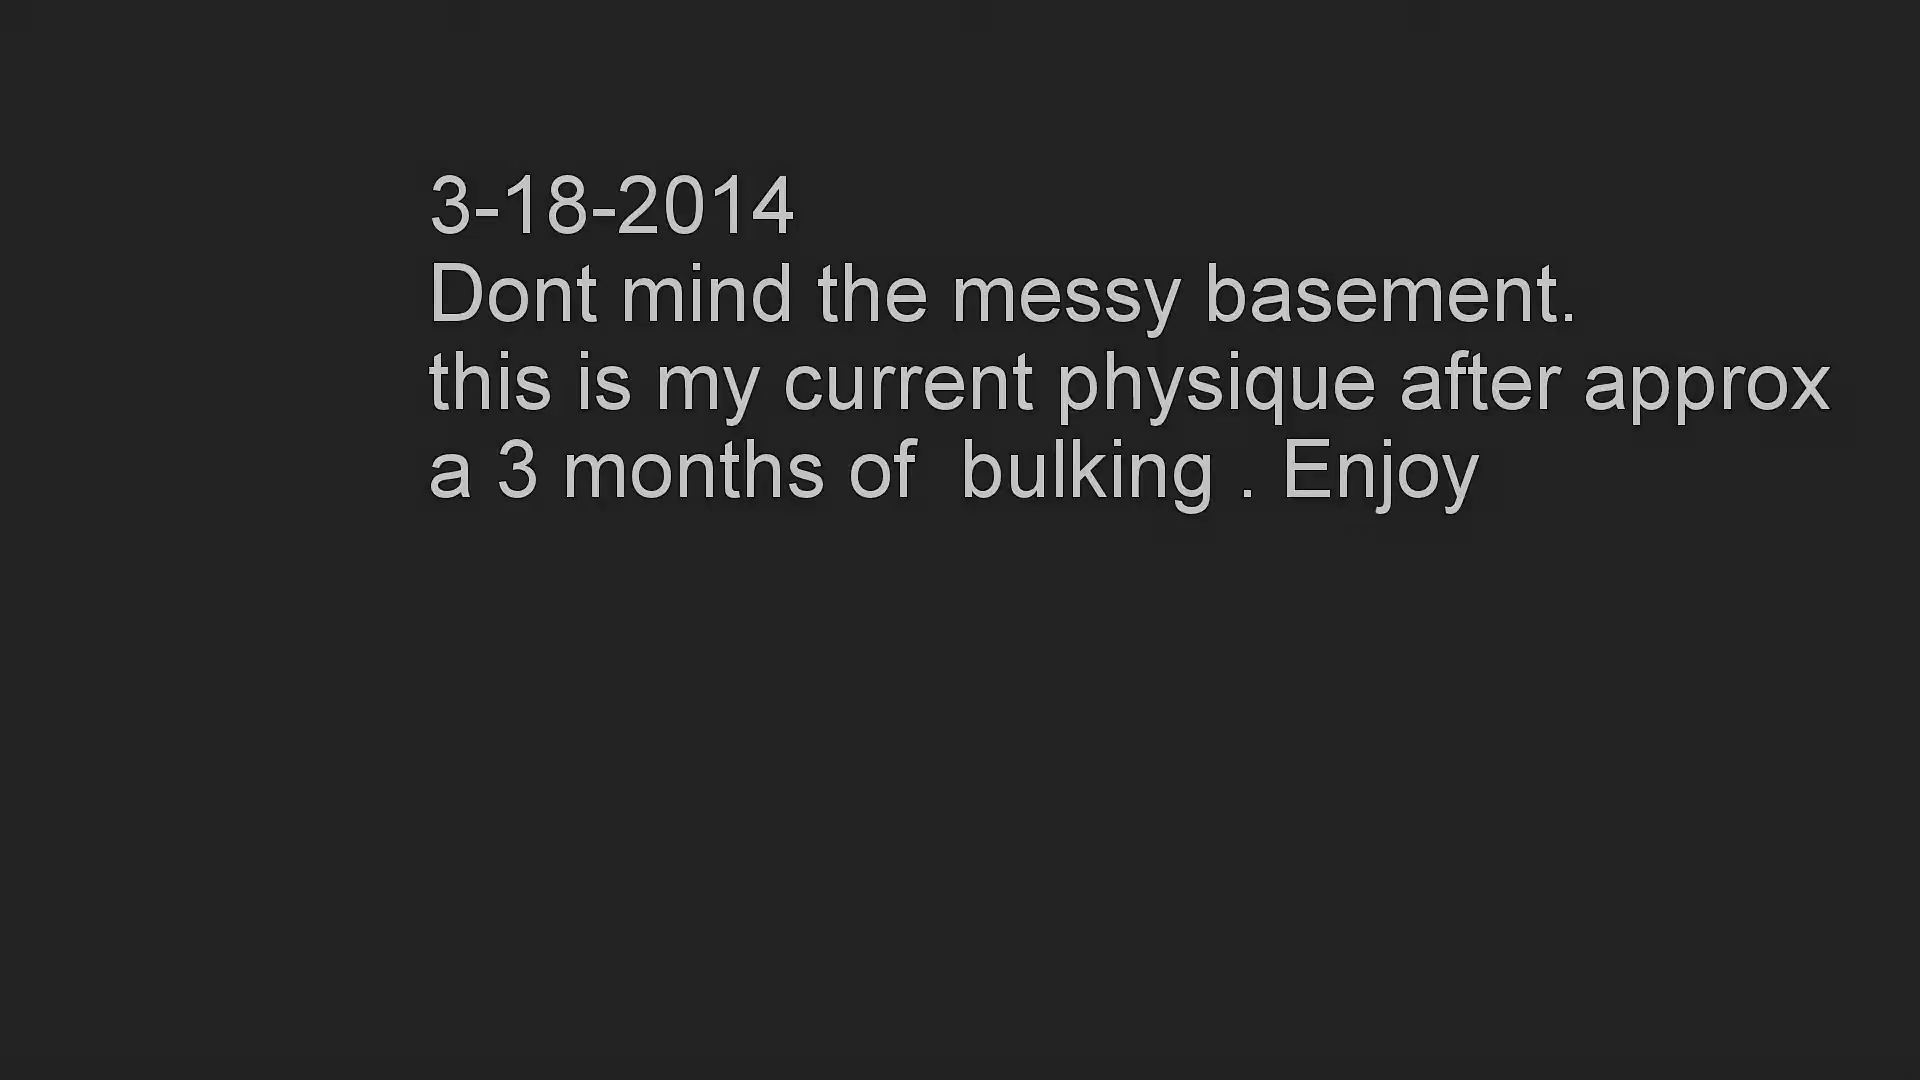 3-18-2014
Dont mind the messy basement.
this is my current physique after approx
a 3 months of  bulking . Enjoy